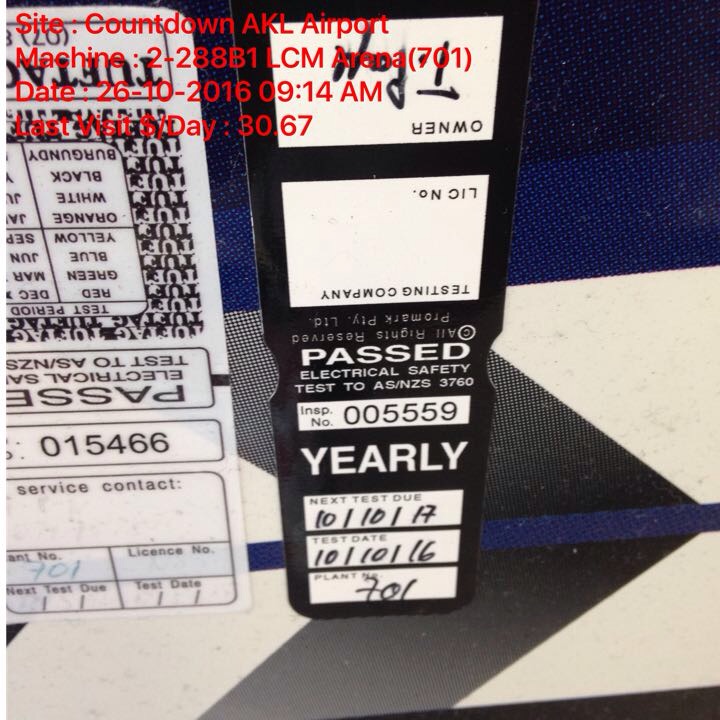 Site : Countdown AKL Airport
Machine : 2-288B1 LCM Arena(701)
Date : 26-10-2016 09:14 AM
Last Visit $/Day : 30.67
OWNER
LIC No.
TESTING COMPANY
©All Rights Reserved
Promark Pty. Ltd.
PASSED
ELECTRICAL SAFETY
TEST TO AS/NZS 3760
Insp. No. 005559
YEARLY
NEXT TEST DUE
10/10/17
TEST DATE
10/10/16
PLANT No.
701
TEST PERIOD
RED DEC
GREEN MAR
BLUE JUN
YELLOW SEP
ORANGE
WHITE
BLACK
BURGUNDY
TEST TO AS/NZS
015466
service contact:
Licence No.
701
Next Test Due Test Date